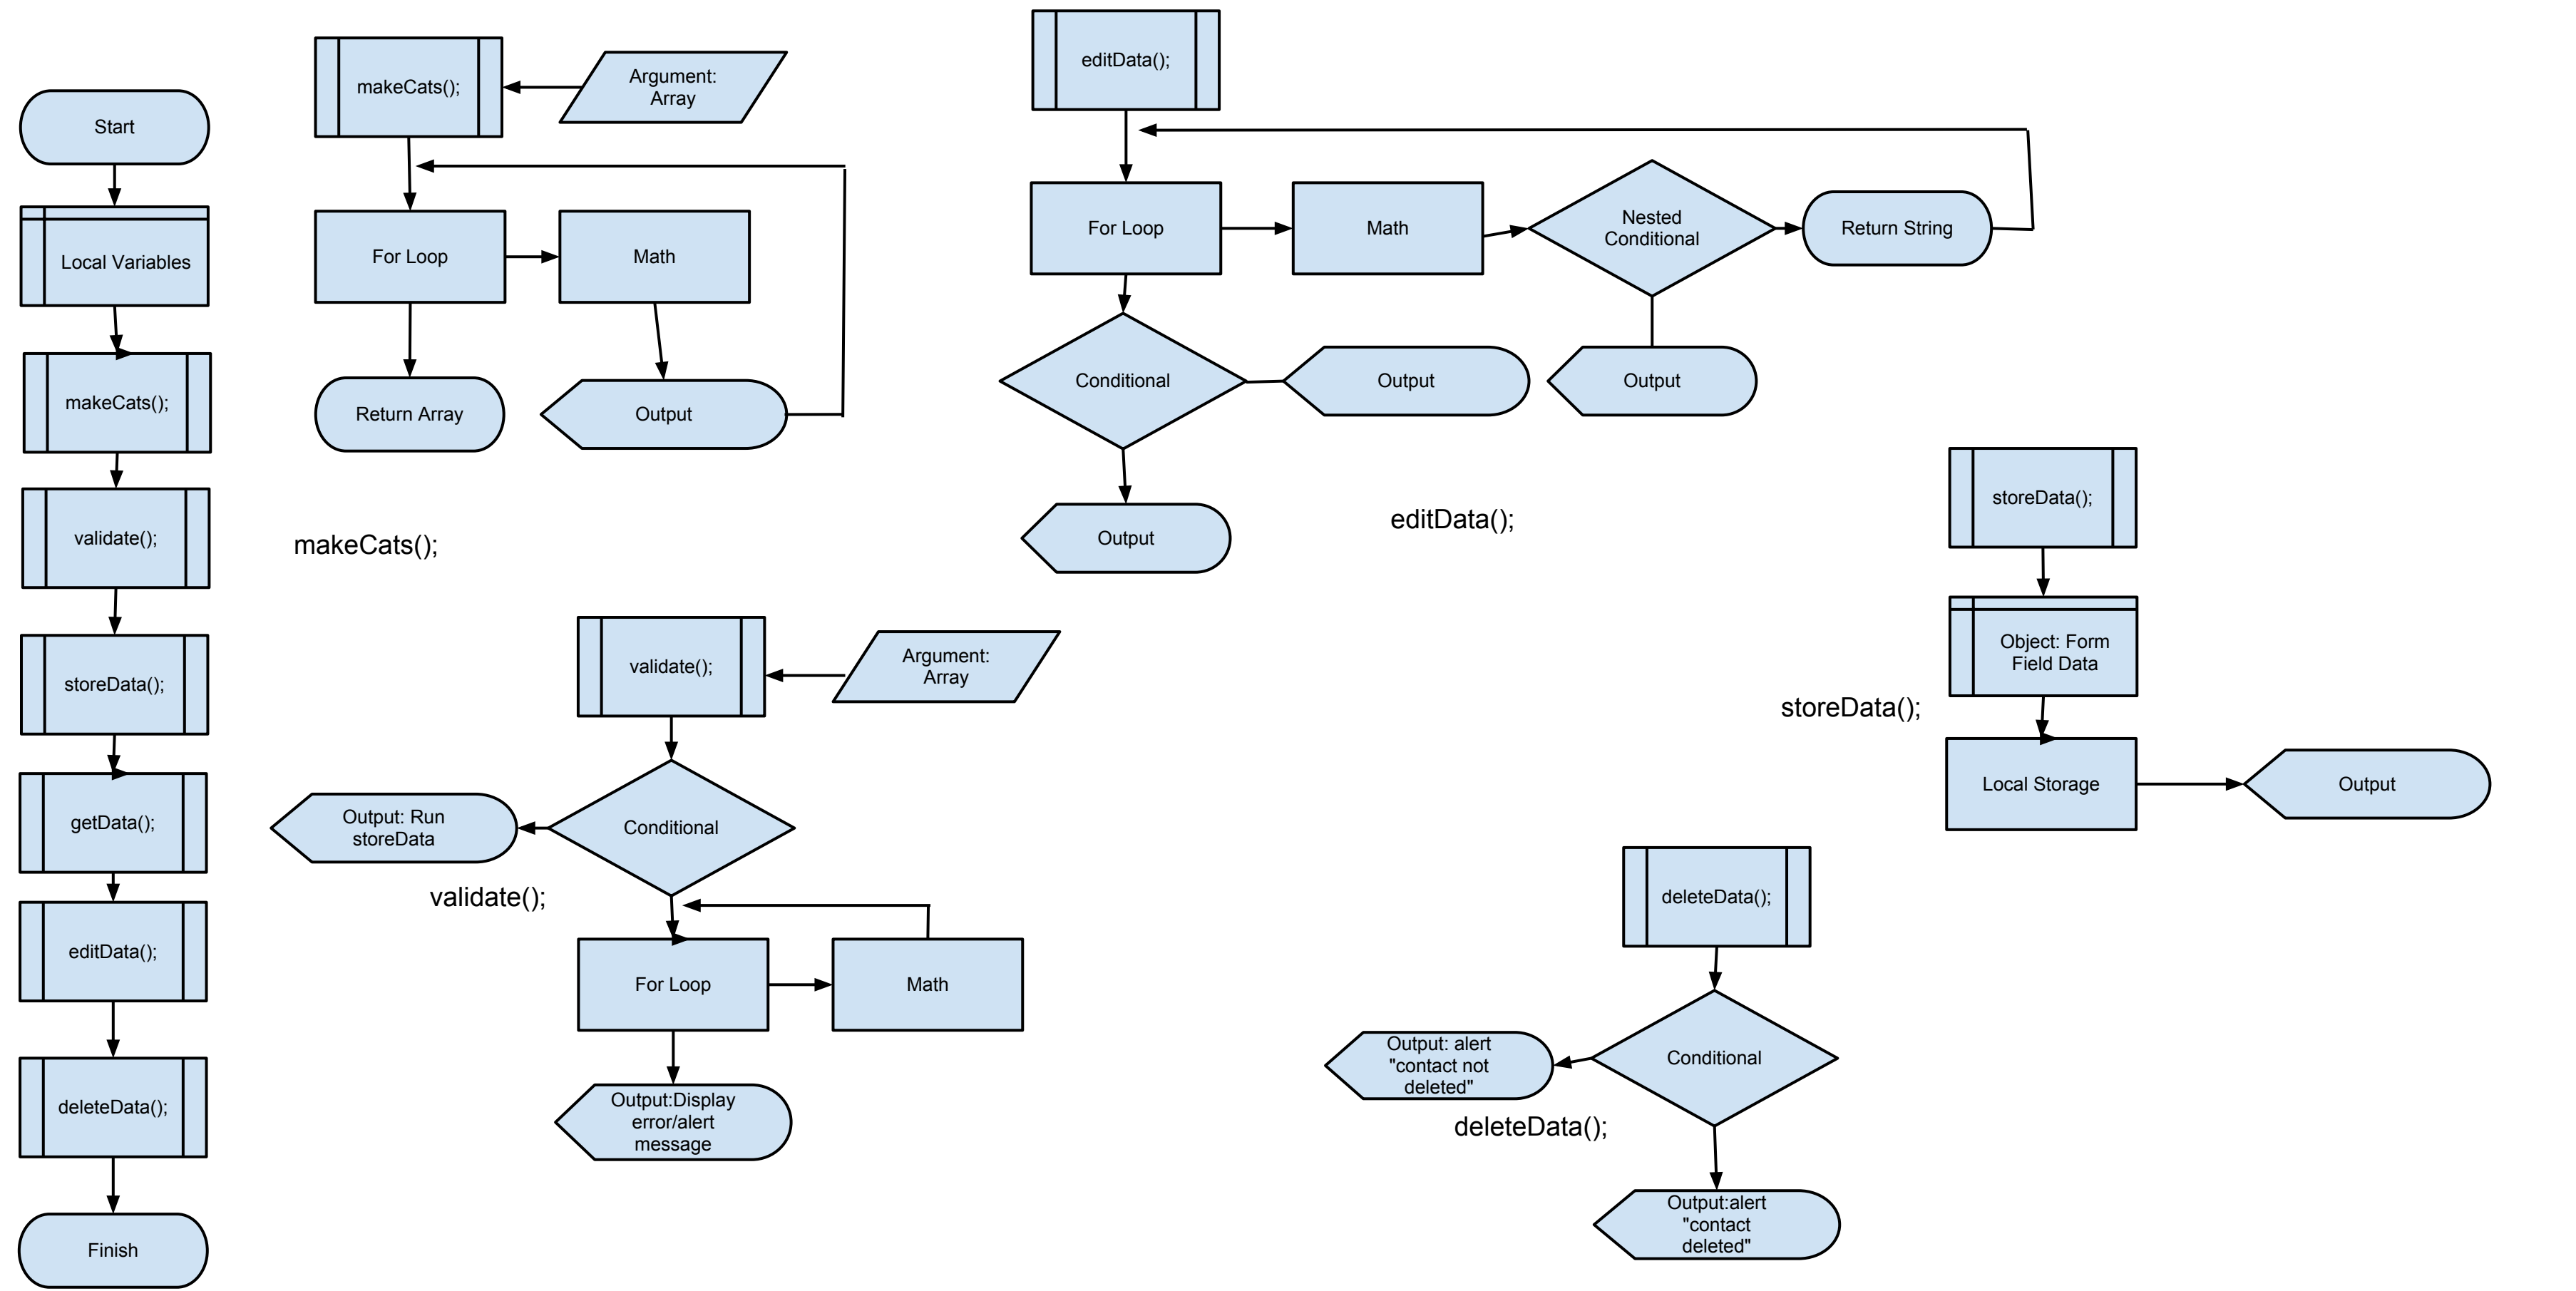 Start
Local Variables
makeCats();
validate();
storeData();
getData();
editData();
deleteData();
Finish
makeCats();
Argument:
Array
For Loop
Math
Return Array
Output
makeCats();
validate();
Argument:
Array
Conditional
Output: Run
storeData
validate();
For Loop
Math
Output:Display
error/alert
message
editData();
For Loop
Math
Nested
Conditional
Return String
Conditional
Output
Output
Output
editData();
storeData();
Object: Form
Field Data
storeData();
Local Storage
Output
deleteData();
Conditional
Output: alert
"contact not
deleted"
deleteData();
Output:alert
"contact
deleted"